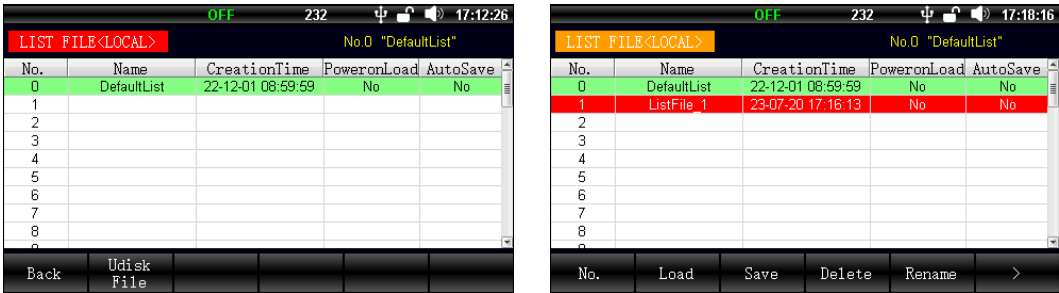 OFF 232 17:12:26
LIST FILE<LOCAL> No.0 "DefaultList"
No. Name CreationTime PoweronLoad AutoSave
0 DefaultList 22-12-01 08:59:59 No No
1
2
3
4
5
6
7
8
Back Udisk File
OFF 232 17:18:16
LIST FILE<LOCAL> No.0 "DefaultList"
No. Name CreationTime PoweronLoad AutoSave
0 DefaultList 22-12-01 08:59:59 No No
1 ListFile_1 23-07-20 17:16:13 No No
2
3
4
5
6
7
8
No. Load Save Delete Rename >